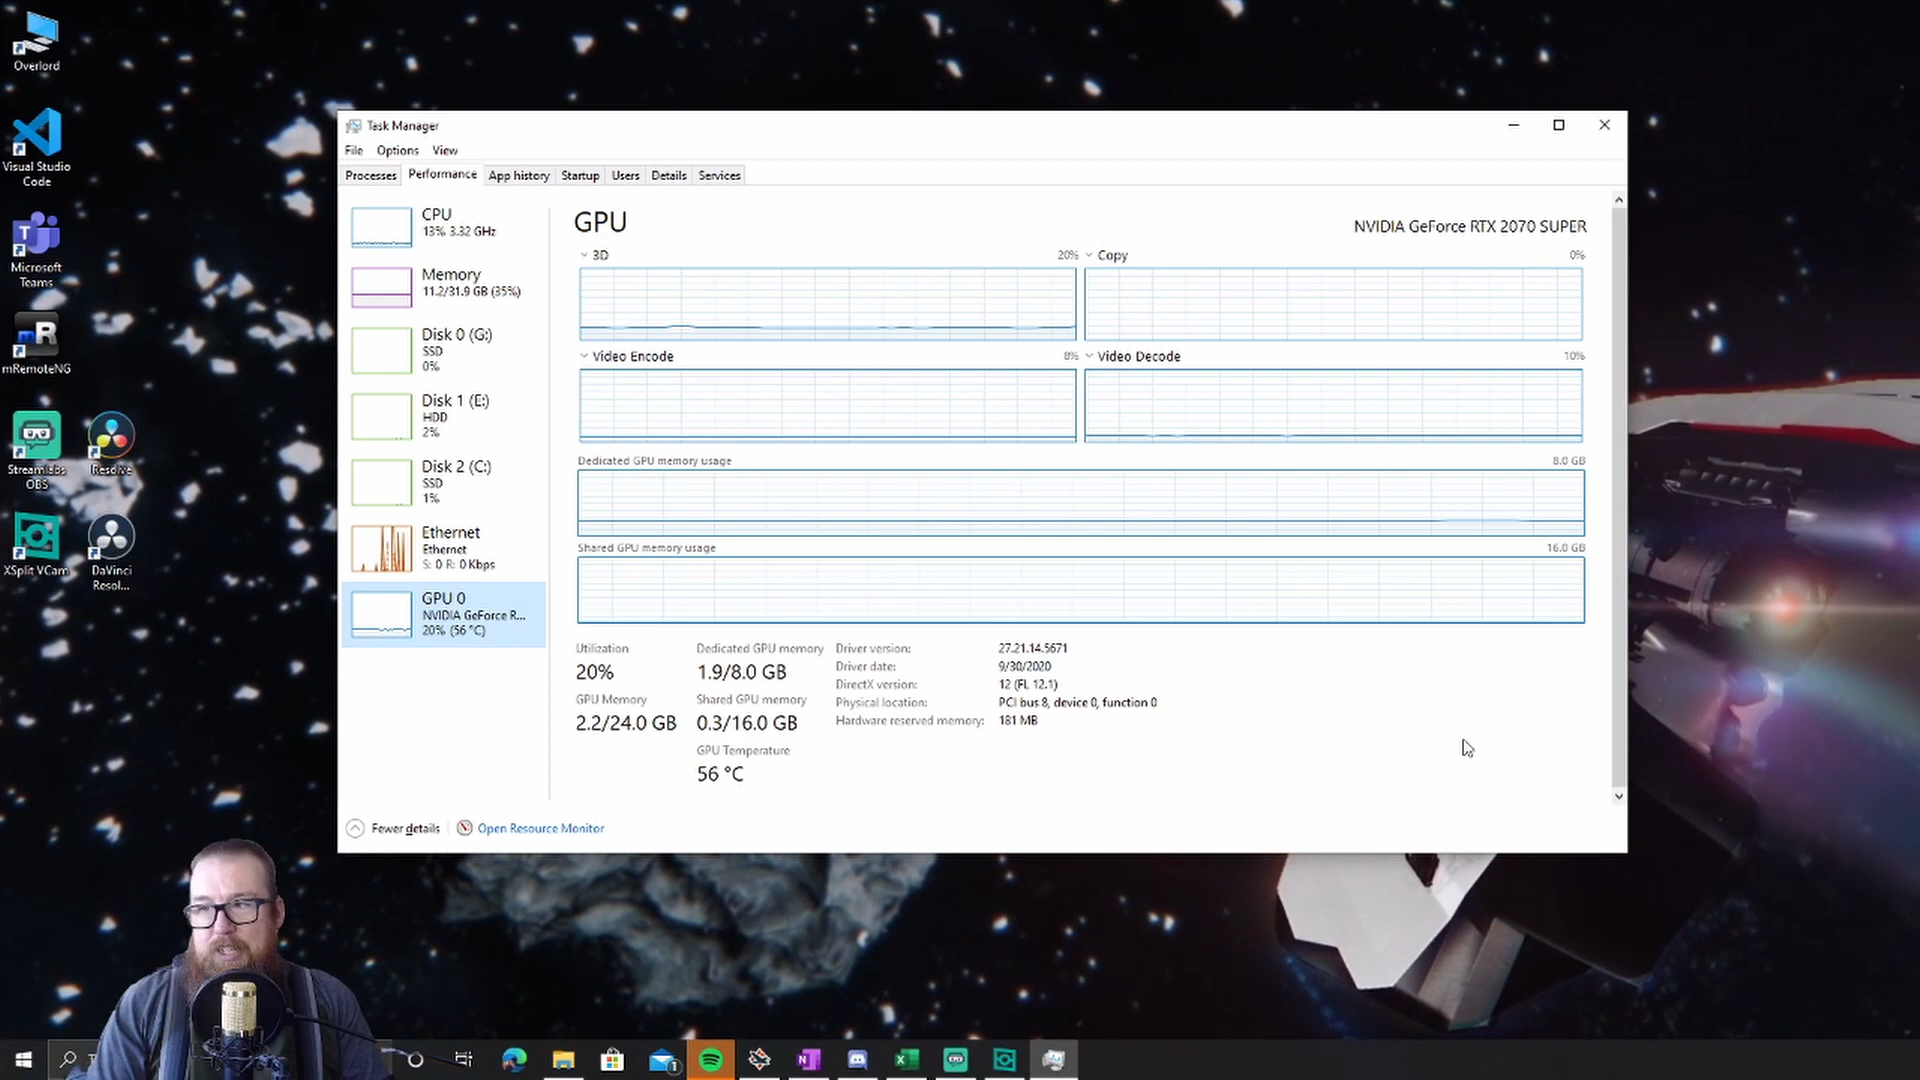 Overlord
Visual Studio
Code
Microsoft
Teams
mRemoteNG
Streamlabs
OBS
Resolve
XSplit VCam
DaVinci
Resol...
Task Manager
File Options View
Processes Performance App history Startup Users Details Services
CPU
13% 3.32 GHz
Memory
11.2/31.9 GB (35%)
Disk 0 (G:)
SSD
0%
Disk 1 (E:)
HDD
2%
Disk 2 (C:)
SSD
1%
Ethernet
Ethernet
S: 0 R: 0 Kbps
GPU 0
NVIDIA GeForce R...
20% (56 °C)
GPU
NVIDIA GeForce RTX 2070 SUPER
3D 20%
Copy 0%
Video Encode 8%
Video Decode 10%
Dedicated GPU memory usage 8.0 GB
Shared GPU memory usage 16.0 GB
Utilization
20%
Dedicated GPU memory
1.9/8.0 GB
GPU Memory
2.2/24.0 GB
Shared GPU memory
0.3/16.0 GB
GPU Temperature
56 °C
Driver version: 27.21.14.5671
Driver date: 9/30/2020
DirectX version: 12 (FL 12.1)
Physical location: PCI bus 8, device 0, function 0
Hardware reserved memory: 181 MB
Fewer details
Open Resource Monitor